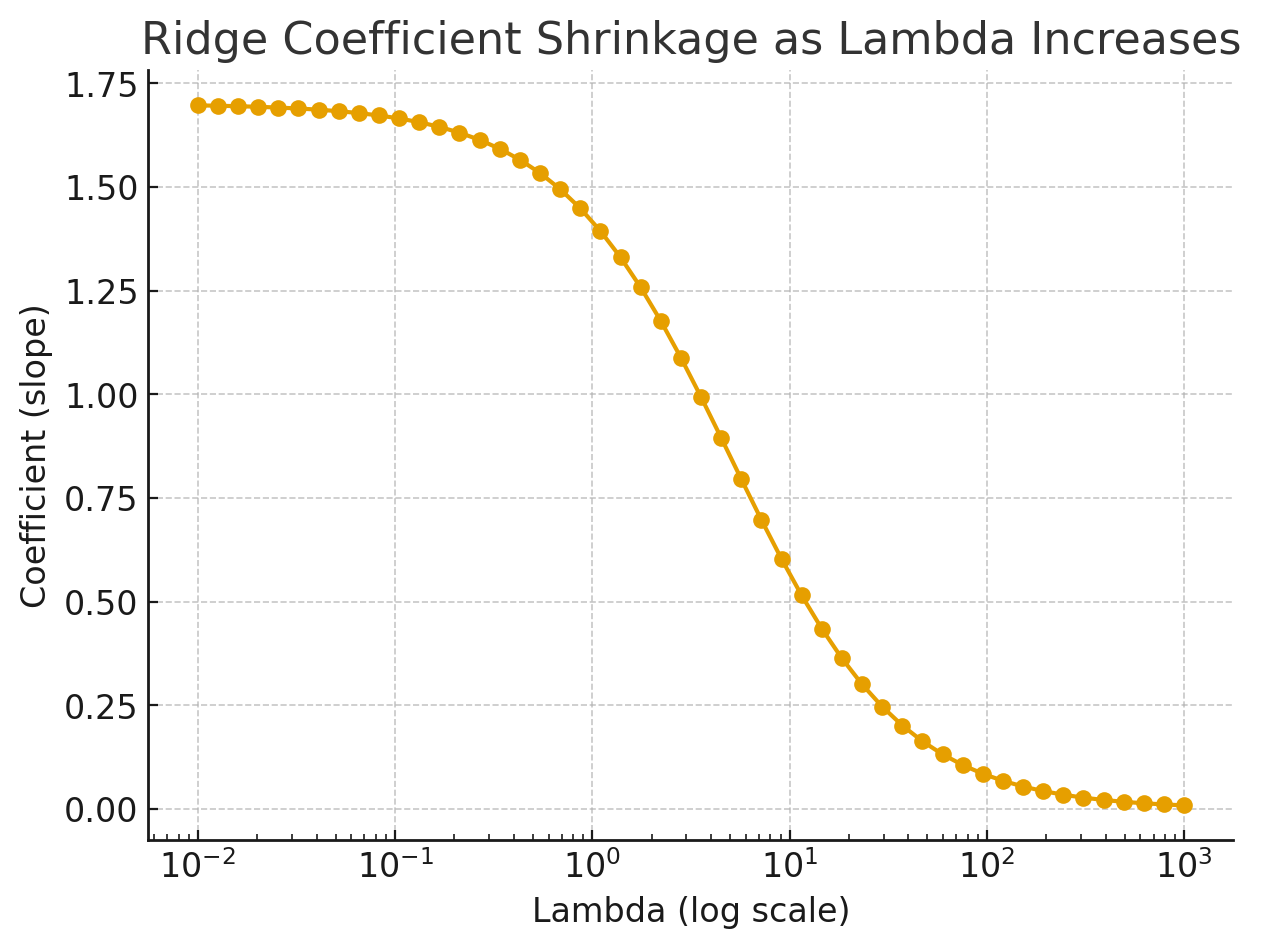 Ridge Coefficient Shrinkage as Lambda Increases
1.75
1.50
1.25
1.00
0.75
0.50
0.25
0.00
Coefficient (slope)
10⁻² 10⁻¹ 10⁰ 10¹ 10² 10³
Lambda (log scale)